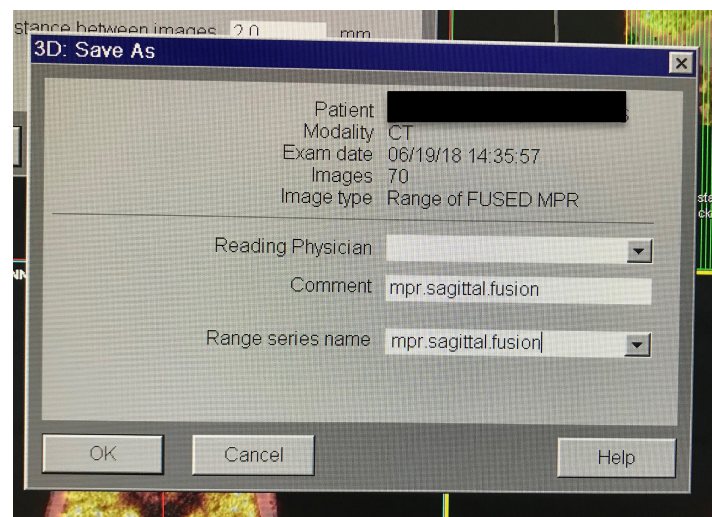 stance between images 2.0 mm
3D: Save As
Patient
Modality CT
Exam date 06/19/18 14:35:57
Images 70
Image type Range of FUSED MPR
Reading Physician
Comment mpr.sagittal.fusion
Range series name mpr.sagittal.fusion
OK Cancel Help